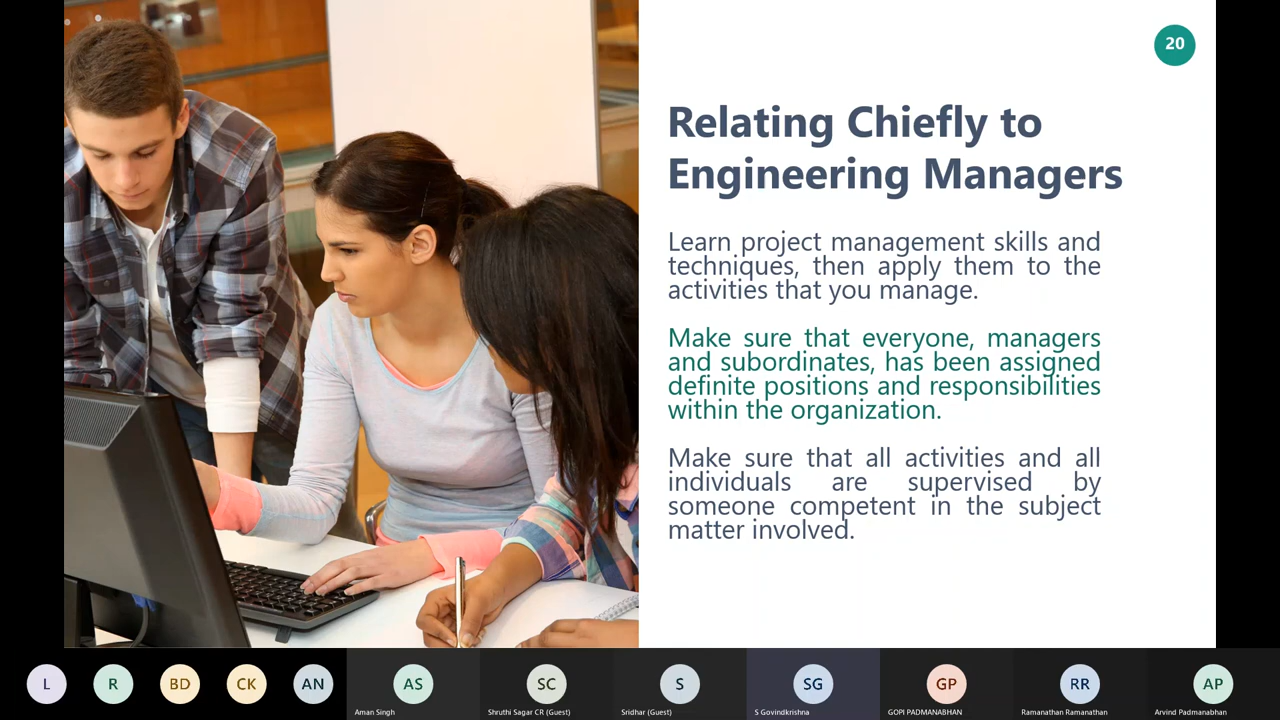 20
Relating Chiefly to
Engineering Managers
Learn project management skills and
techniques, then apply them to the
activities that you manage.
Make sure that everyone, managers
and subordinates, has been assigned
definite positions and responsibilities
within the organization.
Make sure that all activities and all
individuals are supervised by
someone competent in the subject
matter involved.
L R BD CK AN AS SC S SG GP RR AP
Aman Singh Shruthi Sagar CR (Guest) Sridhar (Guest) S Govindkrishna GOPI PADMANABHAN Ramanathan Ramanathan Arvind Padmanabhan